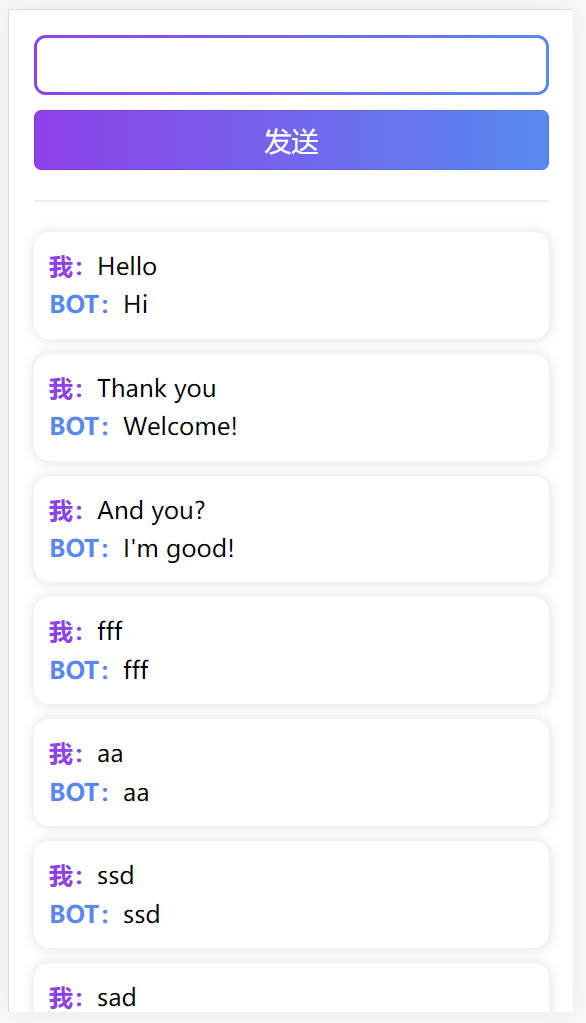 发送
我：Hello
BOT：Hi
我：Thank you
BOT：Welcome!
我：And you?
BOT：I'm good!
我：fff
BOT：fff
我：aa
BOT：aa
我：ssd
BOT：ssd
我：sad